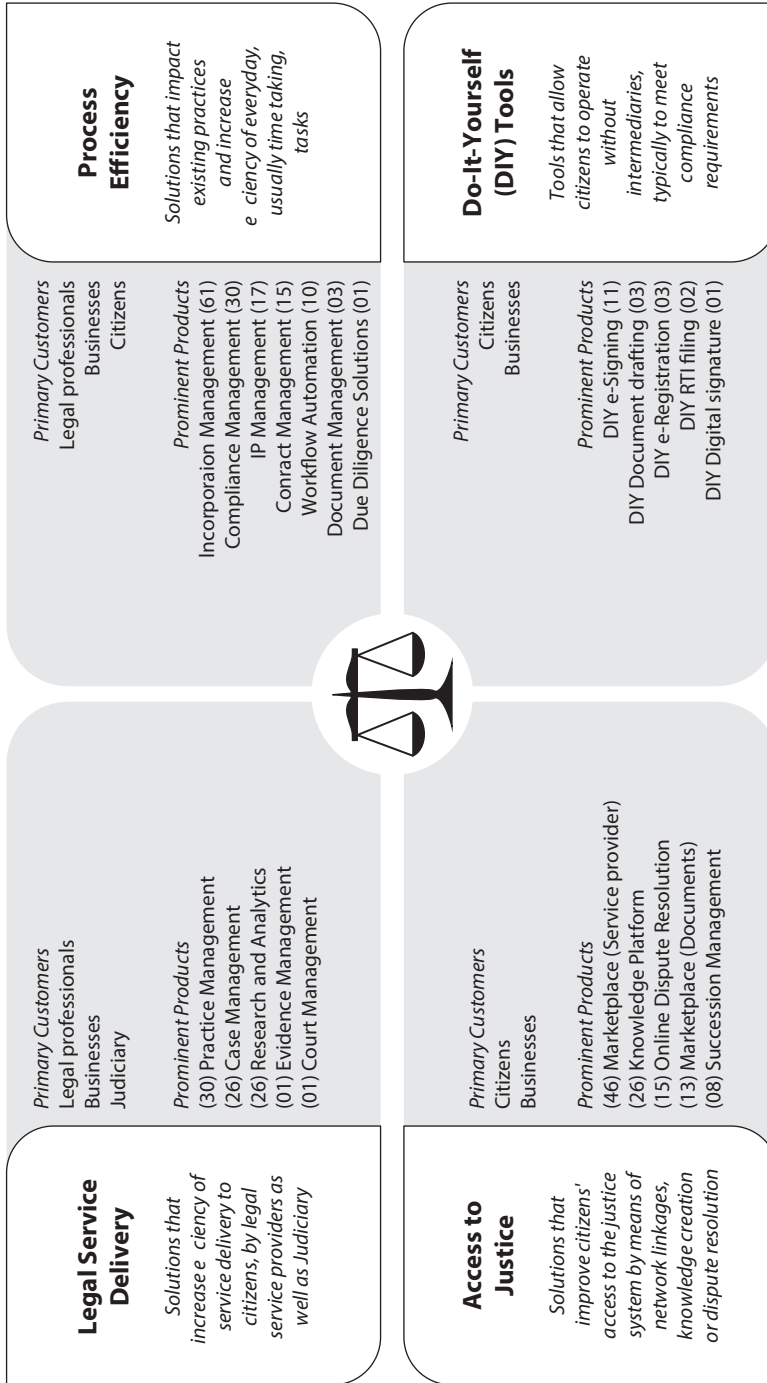 Legal Service
Delivery
Solutions that
increase e ciency of
service delivery to
citizens, by legal
service providers as
well as Judiciary
Primary Customers
Legal professionals
Businesses
Judiciary
Prominent Products
(30) Practice Management
(26) Case Management
(26) Research and Analytics
(01) Evidence Management
(01) Court Management
Primary Customers
Legal professionals
Businesses
Citizens
Prominent Products
Incorporaion Management (61)
Compliance Management (30)
IP Management (17)
Conract Management (15)
Workflow Automation (10)
Document Management (03)
Due Diligence Solutions (01)
Process
Efficiency
Solutions that impact
existing practices
and increase
e ciency of everyday,
usually time taking,
tasks
Access to
Justice
Solutions that
improve citizens'
access to the justice
system by means of
network linkages,
knowledge creation
or dispute resolution
Primary Customers
Citizens
Businesses
Prominent Products
(46) Marketplace (Service provider)
(26) Knowledge Platform
(15) Online Dispute Resolution
(13) Marketplace (Documents)
(08) Succession Management
Primary Customers
Citizens
Businesses
Prominent Products
DIY e-Signing (11)
DIY Document drafting (03)
DIY e-Registration (03)
DIY RTI filing (02)
DIY Digital signature (01)
Do-It-Yourself
(DIY) Tools
Tools that allow
citizens to operate
without
intermediaries,
typically to meet
compliance
requirements